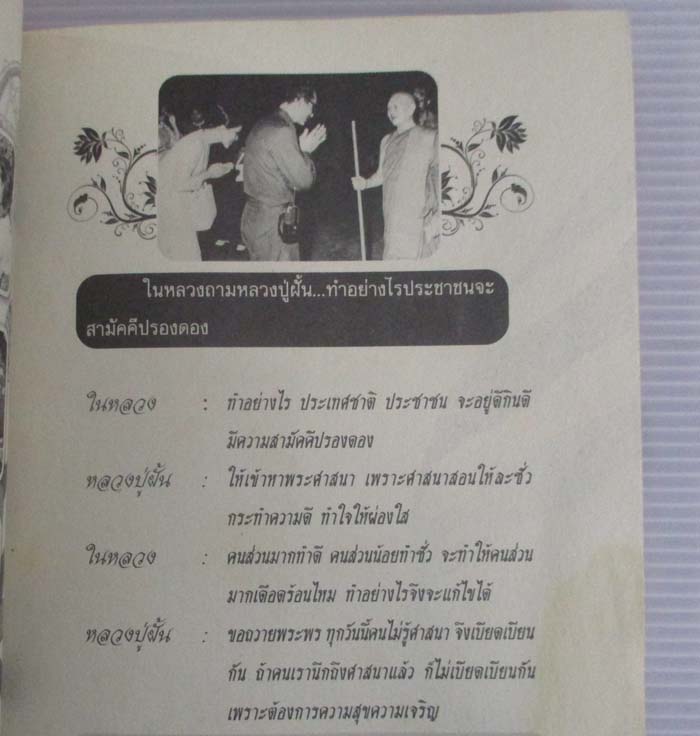 ในหลวงถามหลวงปู่ฝั้น...ทำอย่างไรประชาชนจะ
สามัคคีปรองดอง
ในหลวง : ทำอย่างไร ประเทศชาติ ประชาชน จะอยู่ดีกินดี
มีความสามัคคีปรองดอง
หลวงปู่ฝั้น : ให้เข้าหาพระศาสนา เพราะศาสนาสอนให้ละชั่ว
กระทำความดี ทำใจให้ผ่องใส
ในหลวง : คนส่วนมากทำดี คนส่วนน้อยทำชั่ว จะทำให้คนส่วน
มากเดือดร้อนไหม ทำอย่างไรจึงจะแก้ไขได้
หลวงปู่ฝั้น : ขอถวายพระพร ทุกวันนี้คนไม่รู้ศาสนา จึงเบียดเบียน
กัน ถ้าคนเรานึกถึงศาสนาแล้ว ก็ไม่เบียดเบียนกัน
เพราะต้องการความสุขความเจริญ